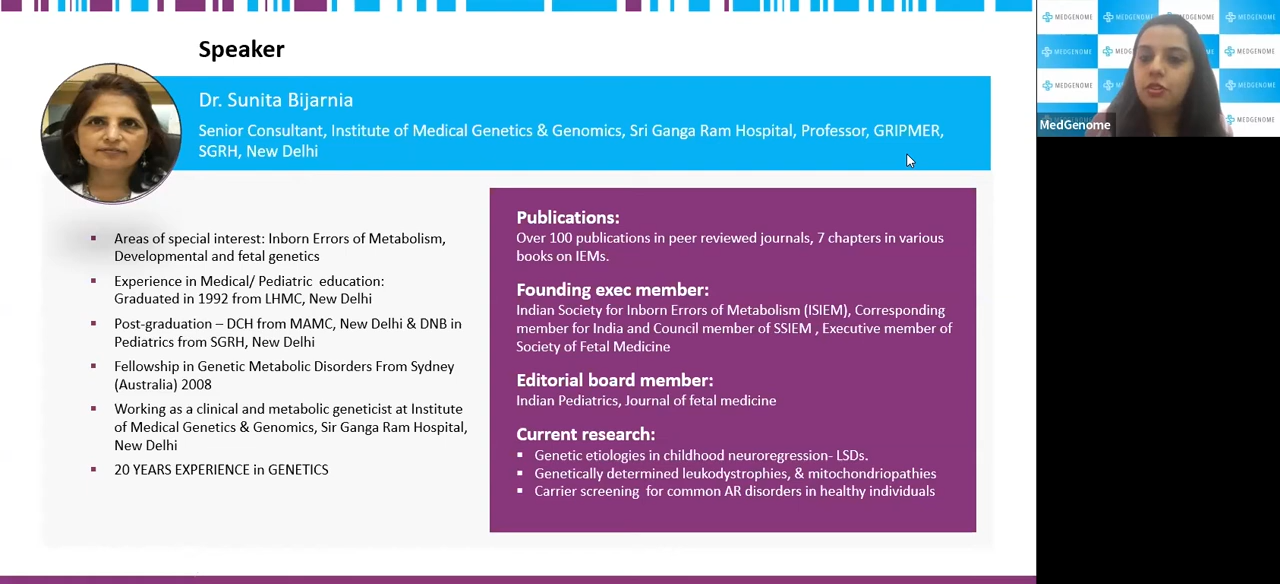 Speaker
Dr. Sunita Bijarnia
Senior Consultant, Institute of Medical Genetics & Genomics, Sri Ganga Ram Hospital, Professor, GRIPMER,
SGRH, New Delhi
▪ Areas of special interest: Inborn Errors of Metabolism,
Developmental and fetal genetics
▪ Experience in Medical/ Pediatric education:
Graduated in 1992 from LHMC, New Delhi
▪ Post-graduation – DCH from MAMC, New Delhi & DNB in
Pediatrics from SGRH, New Delhi
▪ Fellowship in Genetic Metabolic Disorders From Sydney
(Australia) 2008
▪ Working as a clinical and metabolic geneticist at Institute
of Medical Genetics & Genomics, Sir Ganga Ram Hospital,
New Delhi
▪ 20 YEARS EXPERIENCE in GENETICS
Publications:
Over 100 publications in peer reviewed journals, 7 chapters in various
books on IEMs.
Founding exec member:
Indian Society for Inborn Errors of Metabolism (ISIEM), Corresponding
member for India and Council member of SSIEM , Executive member of
Society of Fetal Medicine
Editorial board member:
Indian Pediatrics, Journal of fetal medicine
Current research:
▪ Genetic etiologies in childhood neuroregression- LSDs.
▪ Genetically determined leukodystrophies, & mitochondriopathies
▪ Carrier screening for common AR disorders in healthy individuals
MEDGENOME MEDGENOME MEDGENOME
MEDGENOME MEDGENOME
MEDGENOME MEDGENOME
MedGenome MEDGENOME